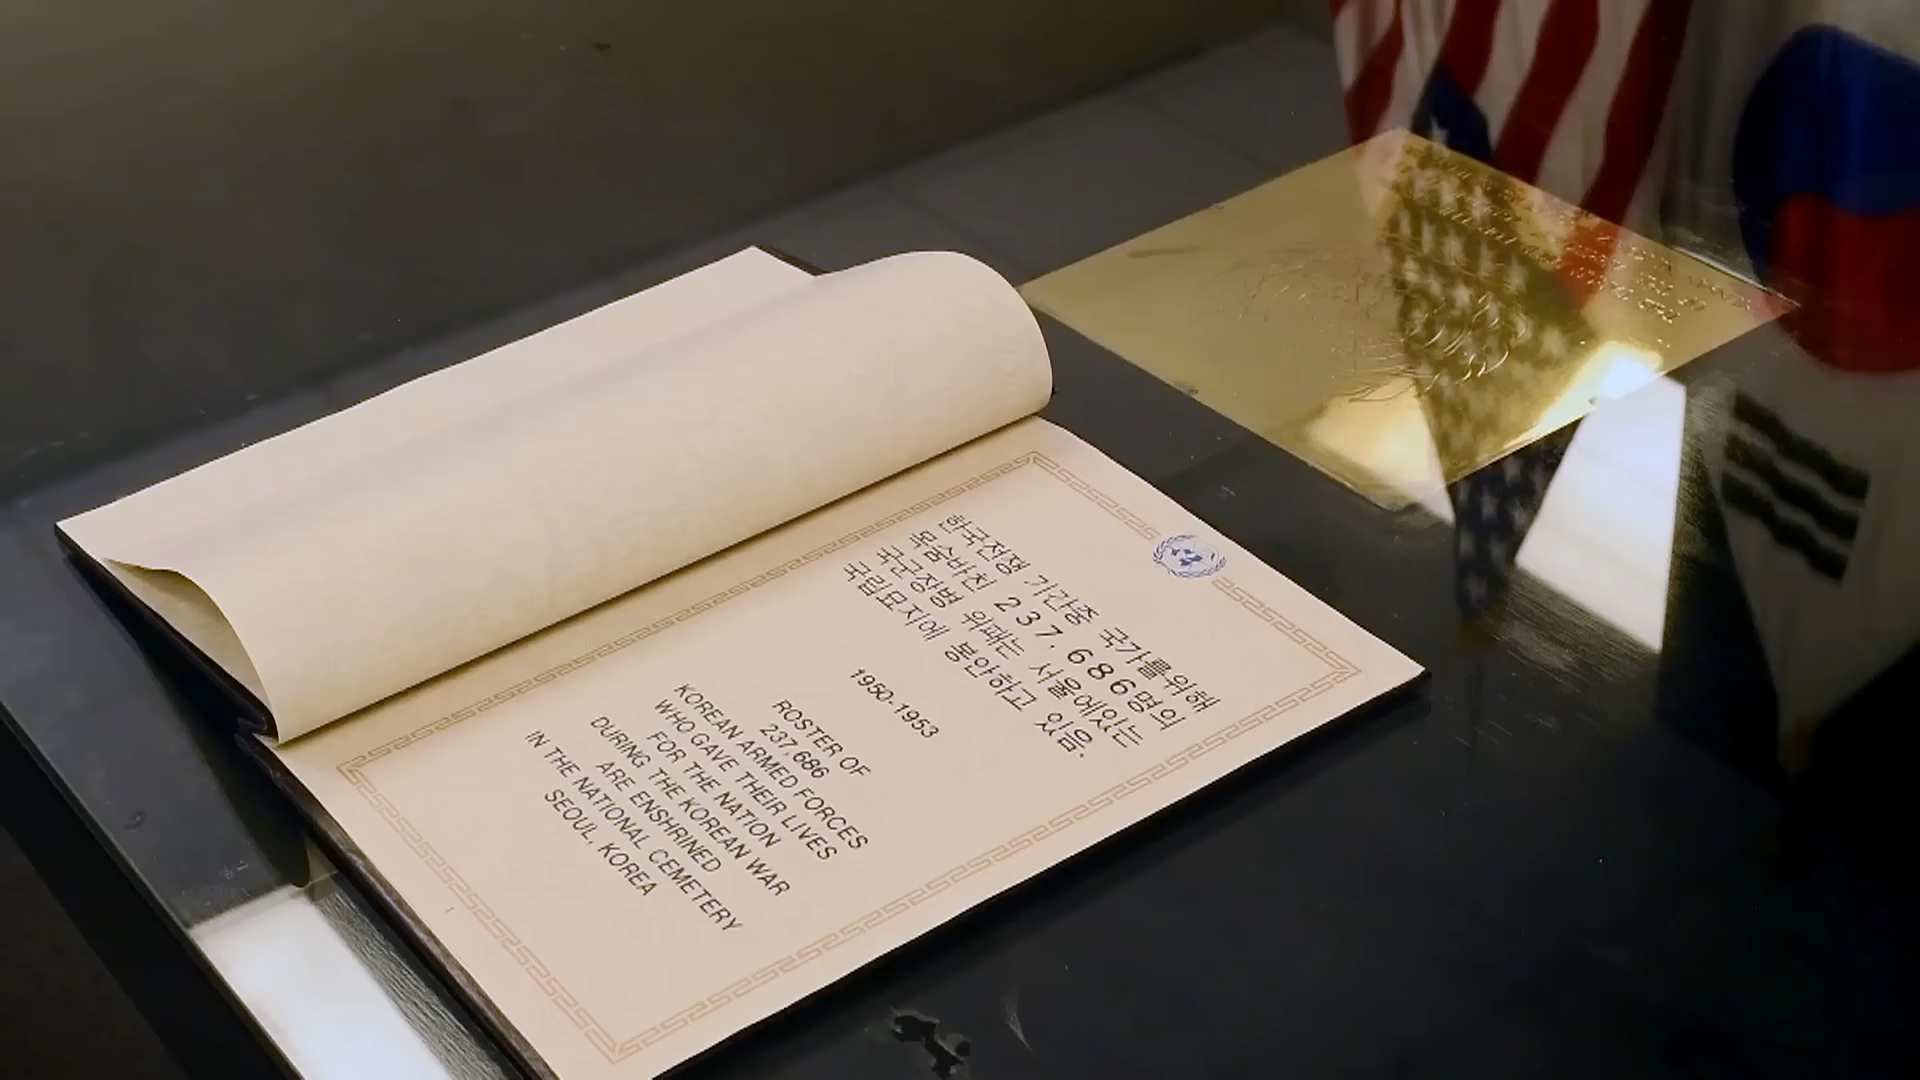 한국전쟁 기간중 국가를위해
목숨바친 237,686명의
국군장병 위패는 서울에있는
국립묘지에 봉안하고 있음.
1950-1953
ROSTER OF
237,686
KOREAN ARMED FORCES
WHO GAVE THEIR LIVES
FOR THE NATION
DURING THE KOREAN WAR
ARE ENSHRINED
IN THE NATIONAL CEMETERY
SEOUL, KOREA